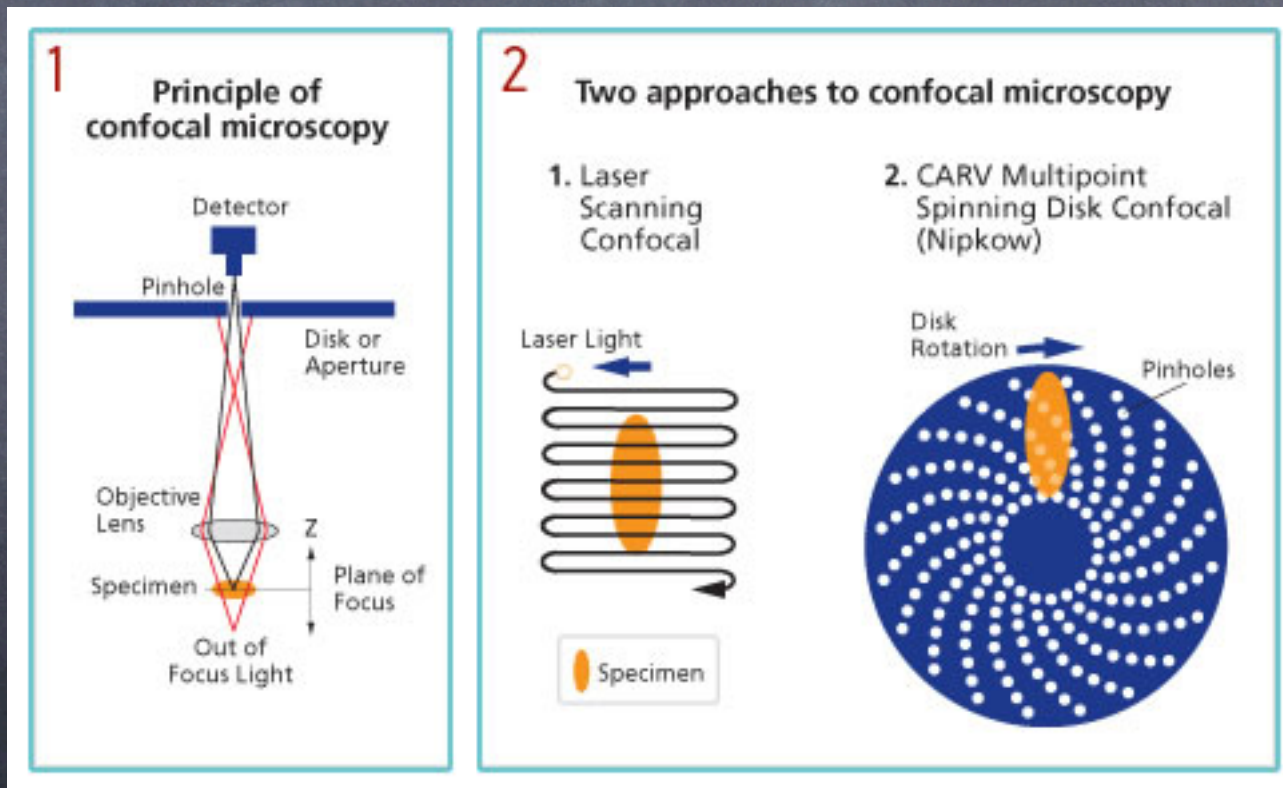 1
Principle of
confocal microscopy
Detector
Pinhole
Disk or
Aperture
Objective
Lens
Z
Specimen
Plane of
Focus
Out of
Focus Light
2
Two approaches to confocal microscopy
1. Laser
Scanning
Confocal
Laser Light
Specimen
2. CARV Multipoint
Spinning Disk Confocal
(Nipkow)
Disk
Rotation
Pinholes